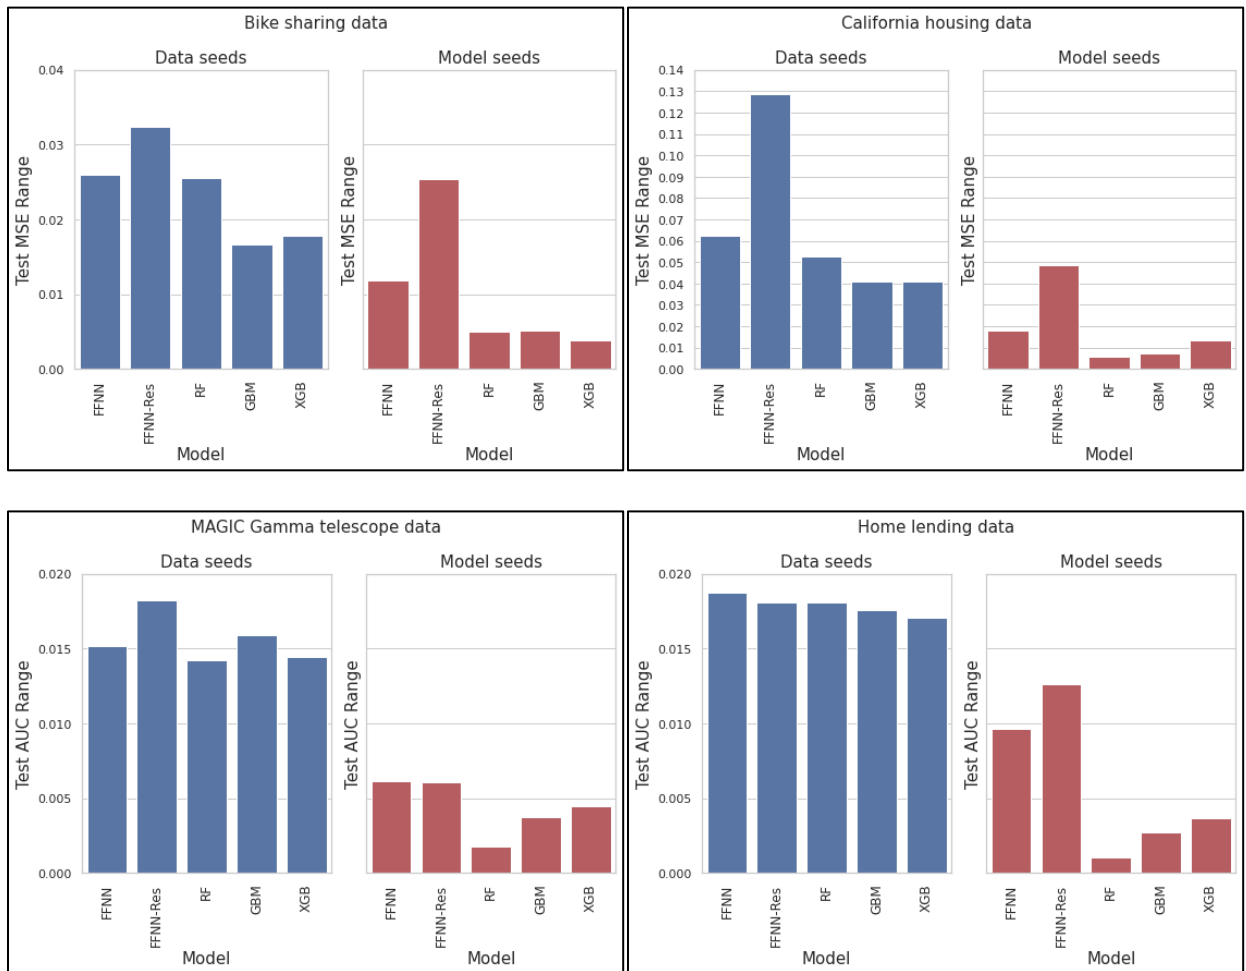 Bike sharing data
Data seeds
Model seeds
Test MSE Range
0.04
0.03
0.02
0.01
0.00
FFNN
FFNN-Res
RF
GBM
XGB
Model
Test MSE Range
FFNN
FFNN-Res
RF
GBM
XGB
Model
California housing data
Data seeds
Model seeds
Test MSE Range
0.14
0.13
0.12
0.11
0.10
0.09
0.08
0.07
0.06
0.05
0.04
0.03
0.02
0.01
0.00
FFNN
FFNN-Res
RF
GBM
XGB
Model
Test MSE Range
FFNN
FFNN-Res
RF
GBM
XGB
Model
MAGIC Gamma telescope data
Data seeds
Model seeds
Test AUC Range
0.020
0.015
0.010
0.005
0.000
FFNN
FFNN-Res
RF
GBM
XGB
Model
Test AUC Range
FFNN
FFNN-Res
RF
GBM
XGB
Model
Home lending data
Data seeds
Model seeds
Test AUC Range
0.020
0.015
0.010
0.005
0.000
FFNN
FFNN-Res
RF
GBM
XGB
Model
Test AUC Range
FFNN
FFNN-Res
RF
GBM
XGB
Model